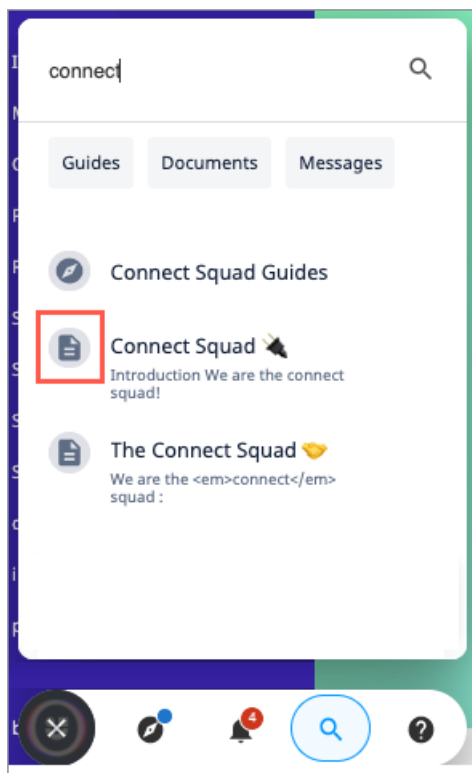 connect
Guides Documents Messages
Connect Squad Guides
Connect Squad 🔌
Introduction We are the connect
squad!
The Connect Squad 🤝
We are the <em>connect</em>
squad :
4